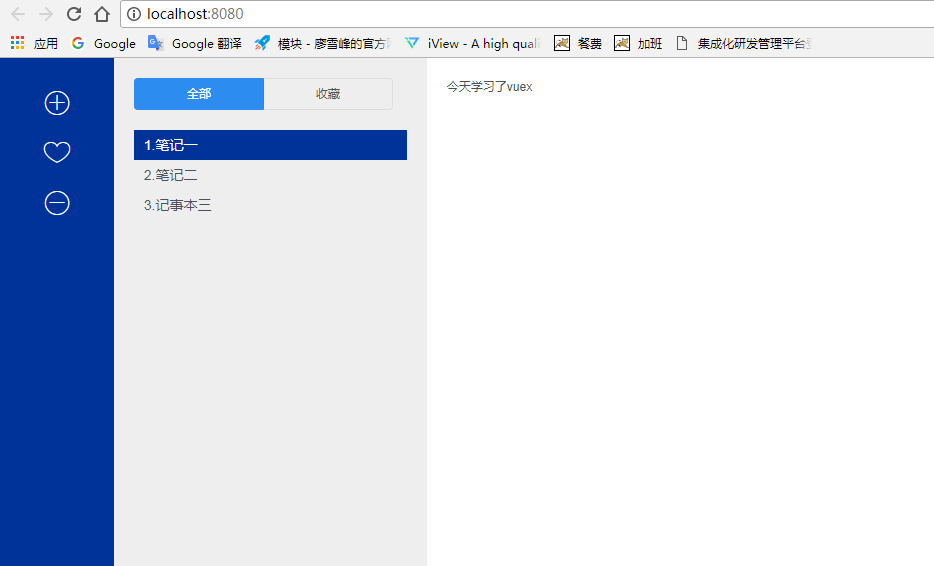 localhost:8080
应用 Google Google 翻译 模块 - 廖雪峰的官方 iView - A high quali 餐费 加班 集成化研发管理平台
全部 收藏 今天学习了vuex
1.笔记一
2.笔记二
3.记事本三